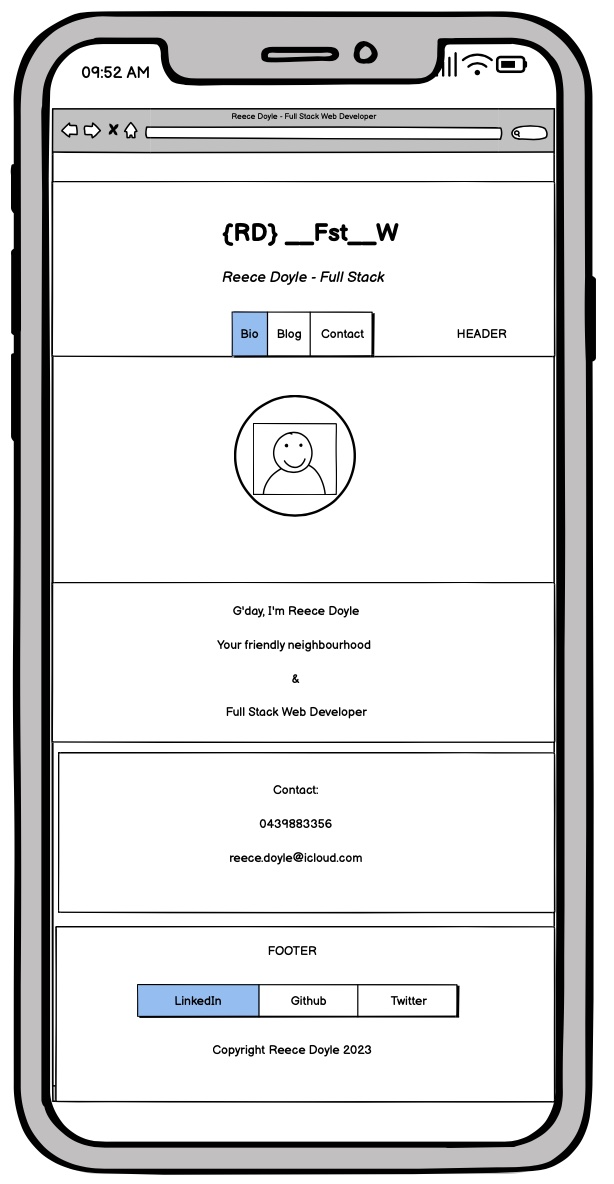 09:52 AM
Reece Doyle - Full Stack Web Developer
{RD} __Fst__W
Reece Doyle - Full Stack
Bio Blog Contact HEADER
G'day, I'm Reece Doyle
Your friendly neighbourhood
&
Full Stack Web Developer
Contact:
0439883356
reece.doyle@icloud.com
FOOTER
LinkedIn Github Twitter
Copyright Reece Doyle 2023